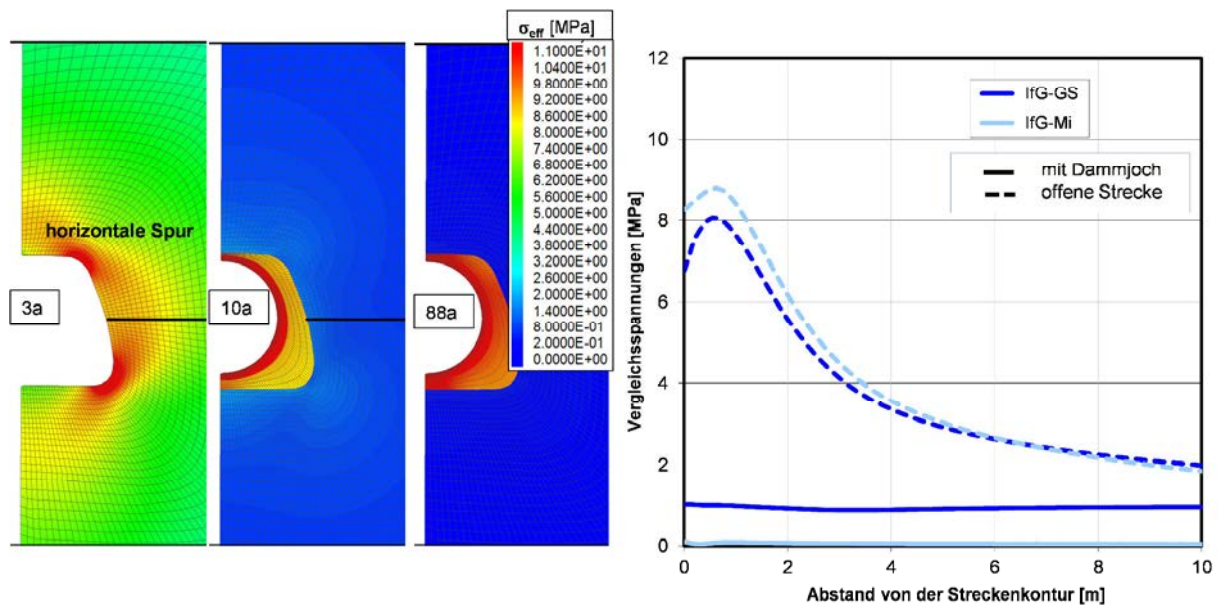 σeff [MPa]
1.1000E+01
1.0400E+01
9.8000E+00
9.2000E+00
8.6000E+00
8.0000E+00
7.4000E+00
6.8000E+00
6.2000E+00
5.6000E+00
5.0000E+00
4.4000E+00
3.8000E+00
3.2000E+00
2.6000E+00
2.0000E+00
1.4000E+00
8.0000E-01
2.0000E-01
0.0000E+00
horizontale Spur
3a
10a
88a
Vergleichsspannungen [MPa]
12
10
8
6
4
2
0
IfG-GS
IfG-Mi
mit Dammjoch
offene Strecke
0 2 4 6 8 10
Abstand von der Streckenkontur [m]